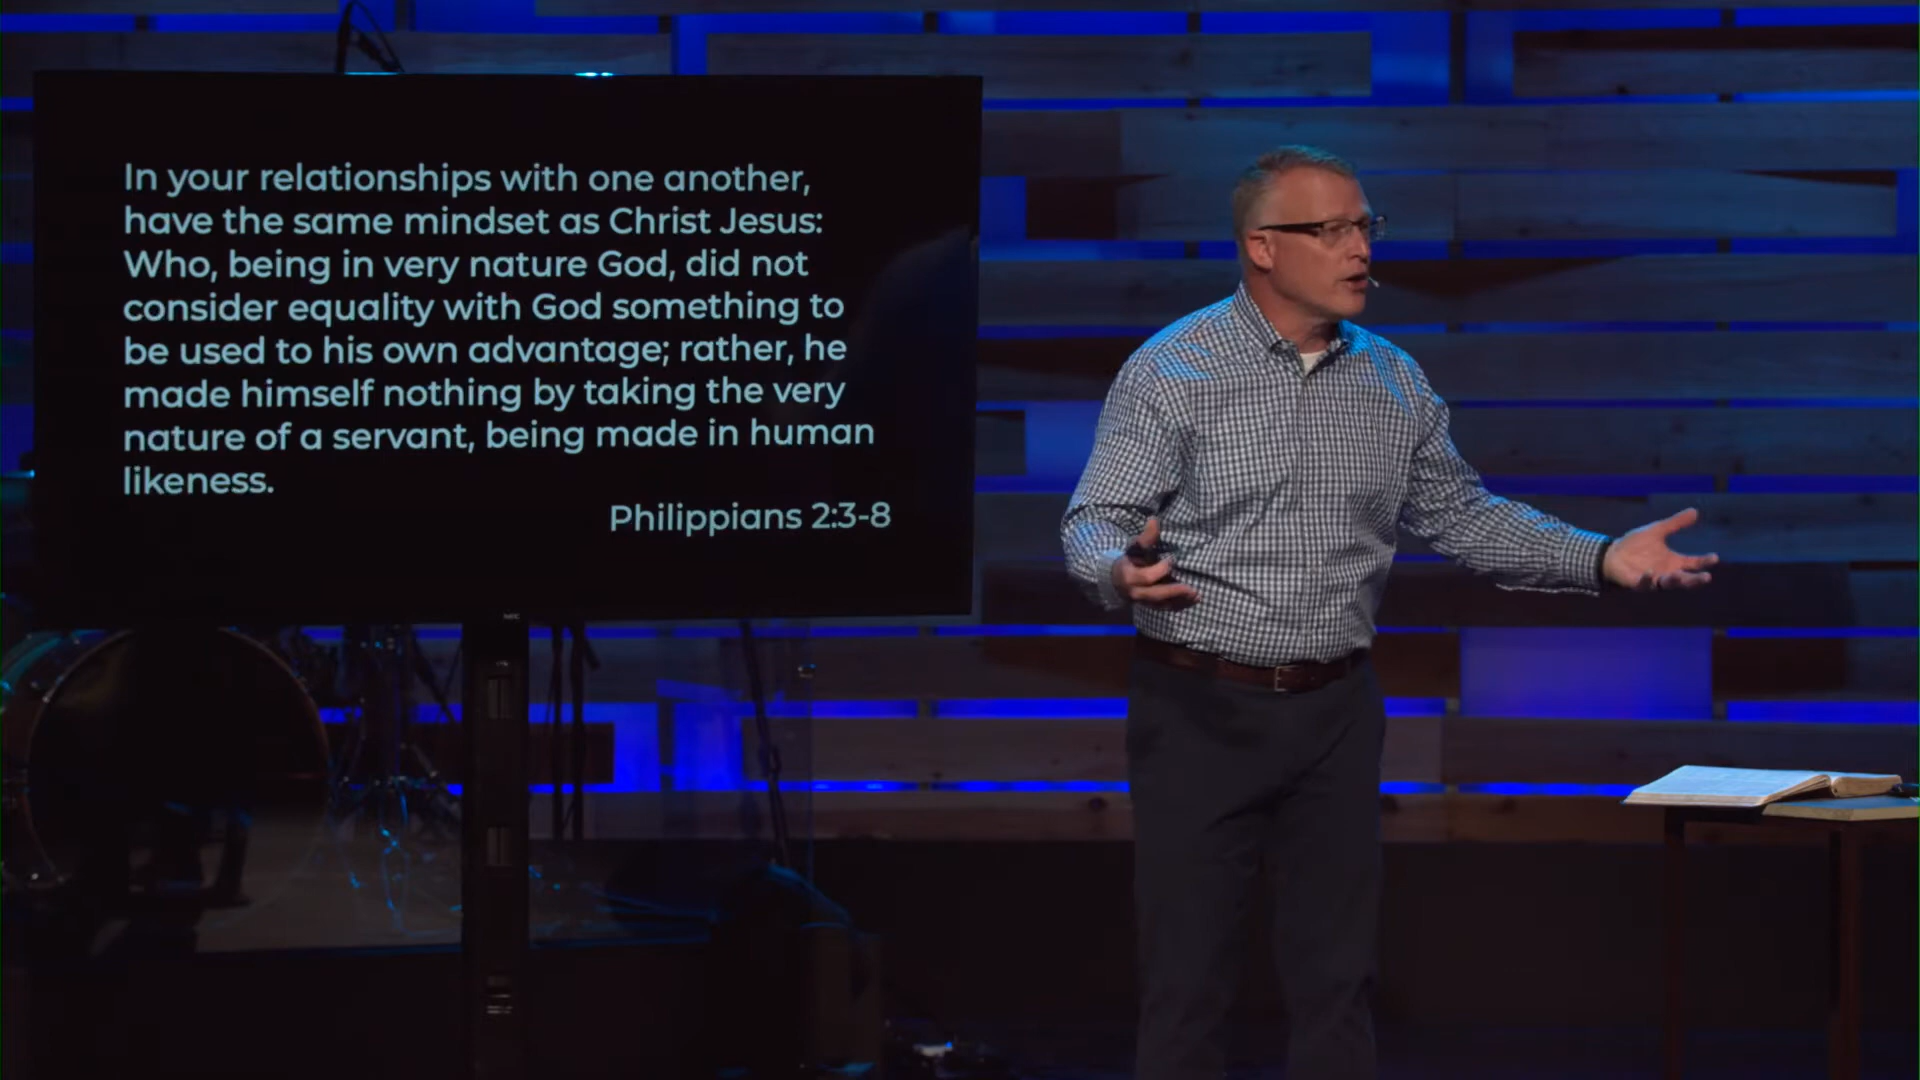 In your relationships with one another,
have the same mindset as Christ Jesus:
Who, being in very nature God, did not
consider equality with God something to
be used to his own advantage; rather, he
made himself nothing by taking the very
nature of a servant, being made in human
likeness.
Philippians 2:3-8
NEC